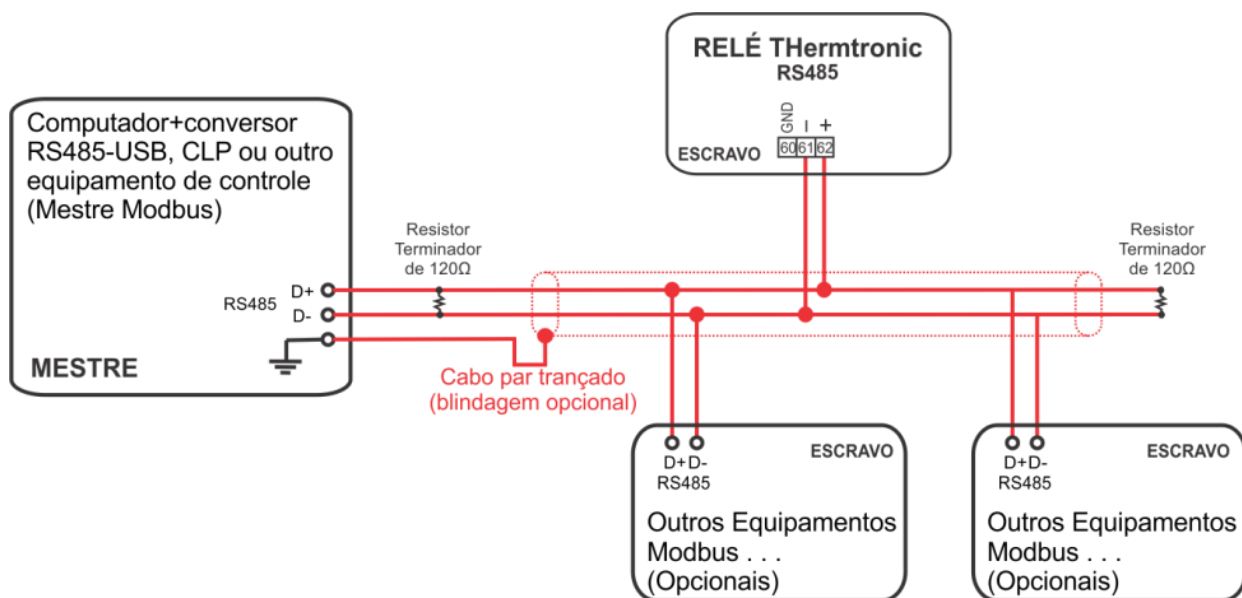 RELÉ THermtronic
RS485
GND
–
+
60 61 62
ESCRAVO
Computador+conversor
RS485-USB, CLP ou outro
equipamento de controle
(Mestre Modbus)
RS485
D+
D-
MESTRE
Resistor
Terminador
de 120Ω
Resistor
Terminador
de 120Ω
Cabo par trançado
(blindagem opcional)
ESCRAVO
D+ D-
RS485
Outros Equipamentos
Modbus . . .
(Opcionais)
ESCRAVO
D+ D-
RS485
Outros Equipamentos
Modbus . . .
(Opcionais)